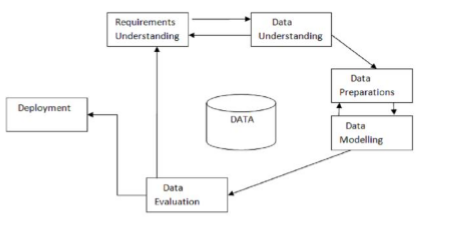 Requirements
Understanding
Data
Understanding
Data
Preparations
Deployment
DATA
Data
Modelling
Data
Evaluation